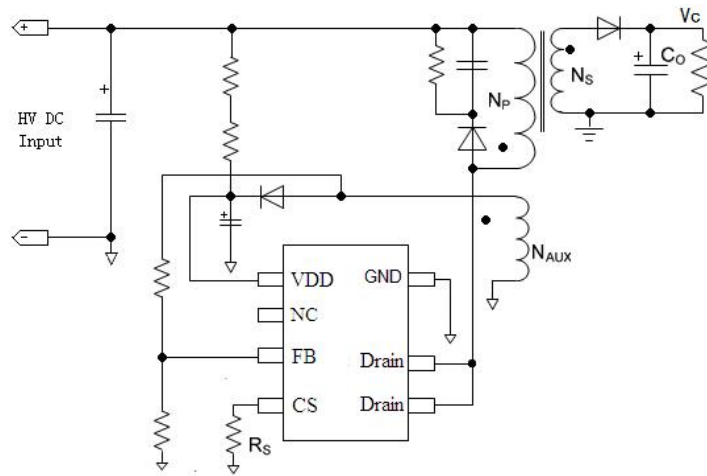 +
Vc
+
+
CO
NS
NP
HV DC
Input
-
+
NAUX
VDD
GND
NC
FB
Drain
CS
Drain
RS